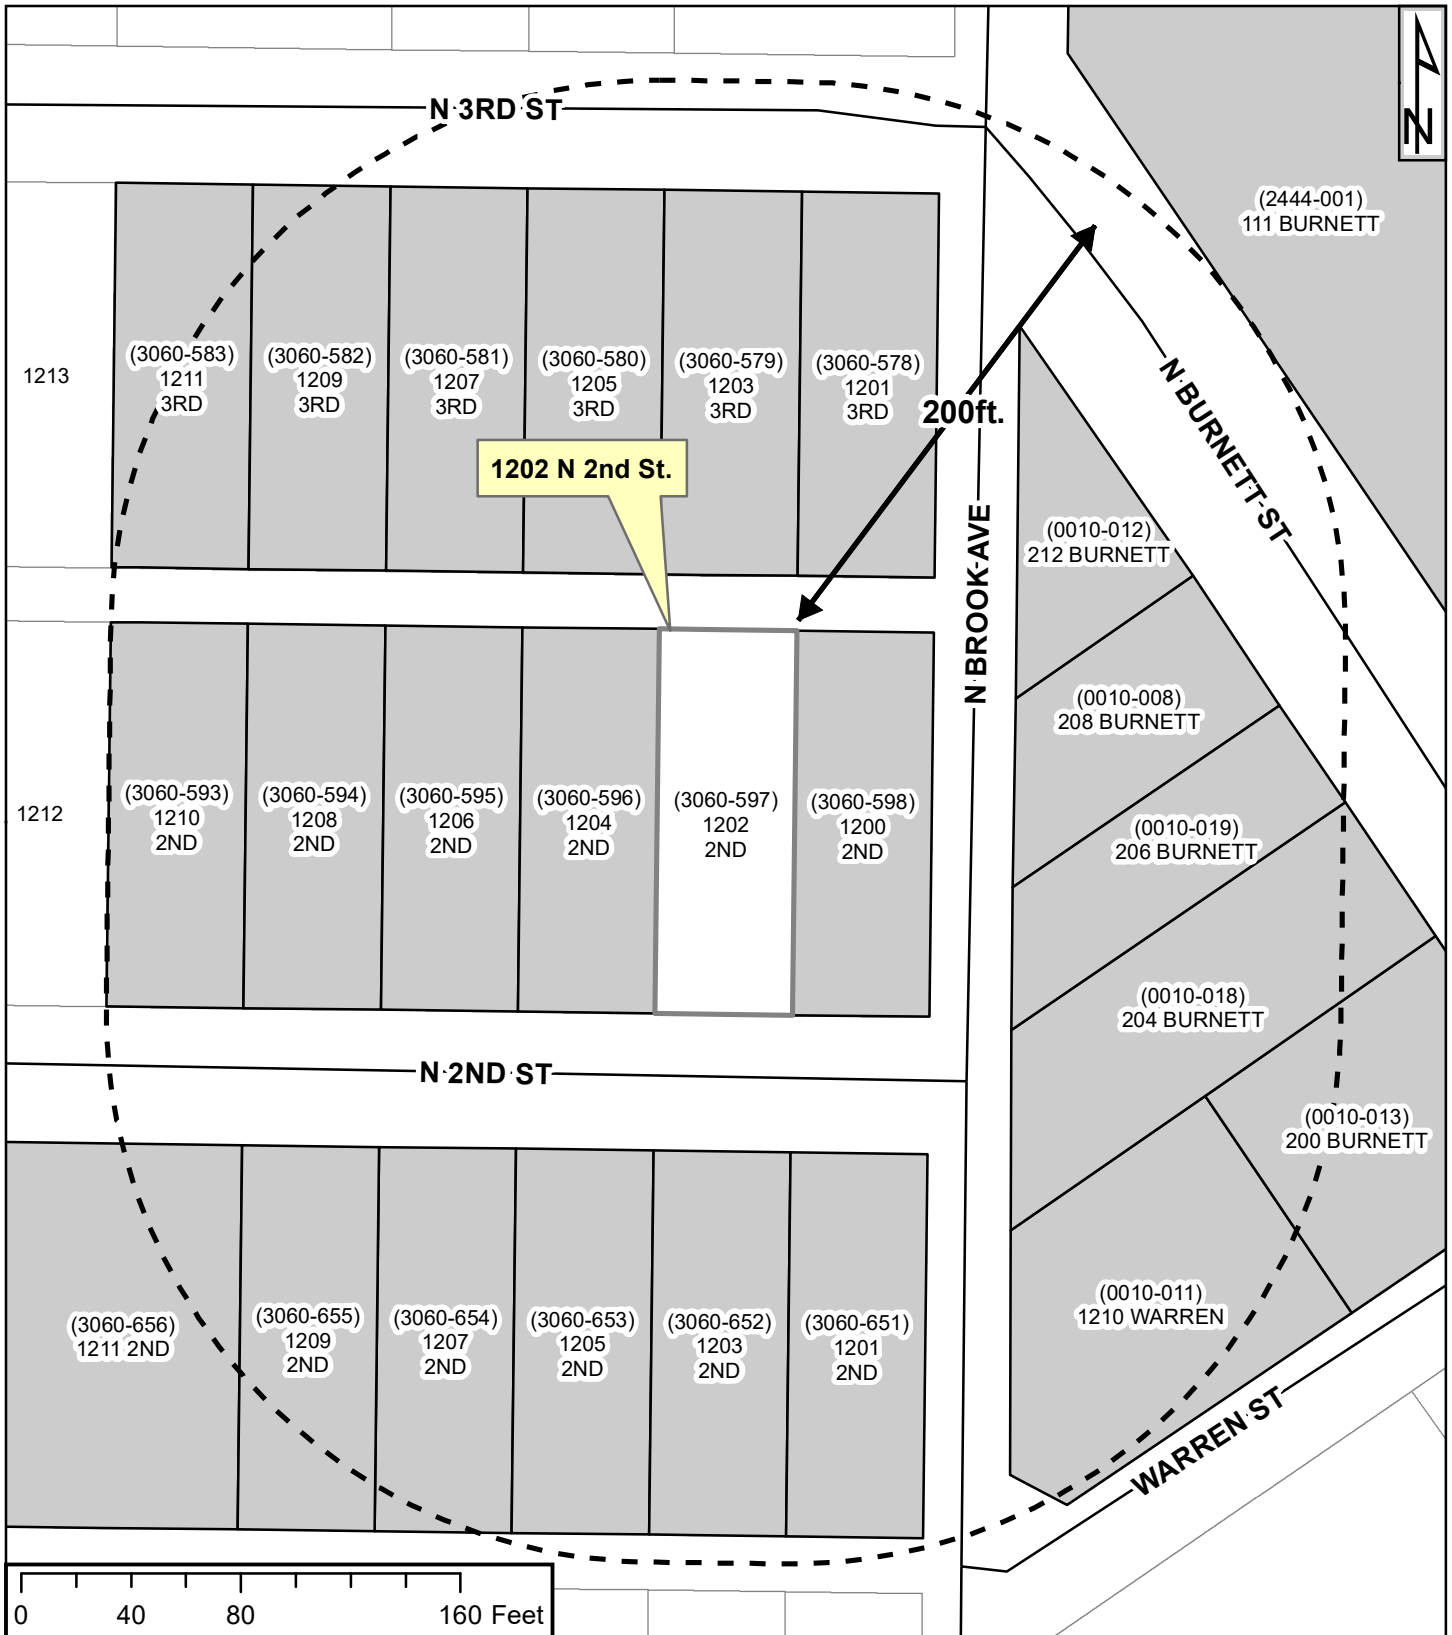 N 3RD ST
N
(2444-001)
111 BURNETT
1213
(3060-583)
1211
3RD
(3060-582)
1209
3RD
(3060-581)
1207
3RD
(3060-580)
1205
3RD
(3060-579)
1203
3RD
(3060-578)
1201
3RD
200ft.
N BURNETT ST
1202 N 2nd St.
N BROOK AVE
(0010-012)
212 BURNETT
(0010-008)
208 BURNETT
1212
(3060-593)
1210
2ND
(3060-594)
1208
2ND
(3060-595)
1206
2ND
(3060-596)
1204
2ND
(3060-597)
1202
2ND
(3060-598)
1200
2ND
(0010-019)
206 BURNETT
(0010-018)
204 BURNETT
N 2ND ST
(0010-013)
200 BURNETT
(3060-656)
1211 2ND
(3060-655)
1209
2ND
(3060-654)
1207
2ND
(3060-653)
1205
2ND
(3060-652)
1203
2ND
(3060-651)
1201
2ND
(0010-011)
1210 WARREN
WARREN ST
0 40 80 160 Feet